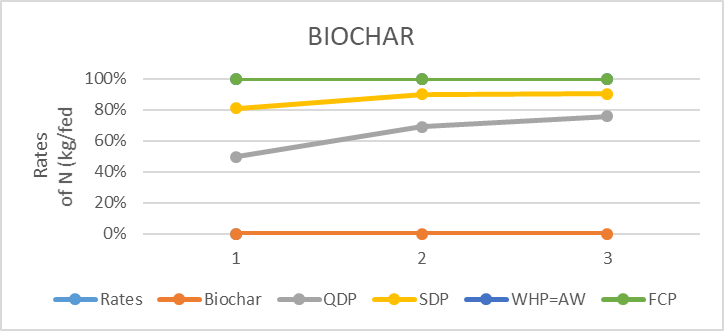 BIOCHAR
Rates
of N (kg/fed
100%
80%
60%
40%
20%
0%
1 2 3
Rates Biochar QDP SDP WHP=AW FCP